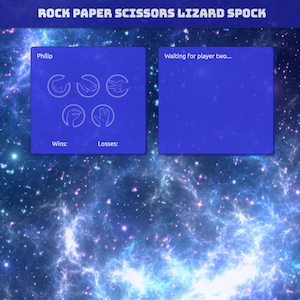 ROCK PAPER SCISSORS LIZARD SPOCK
Philip
Waiting for player two...
Wins:
Losses: